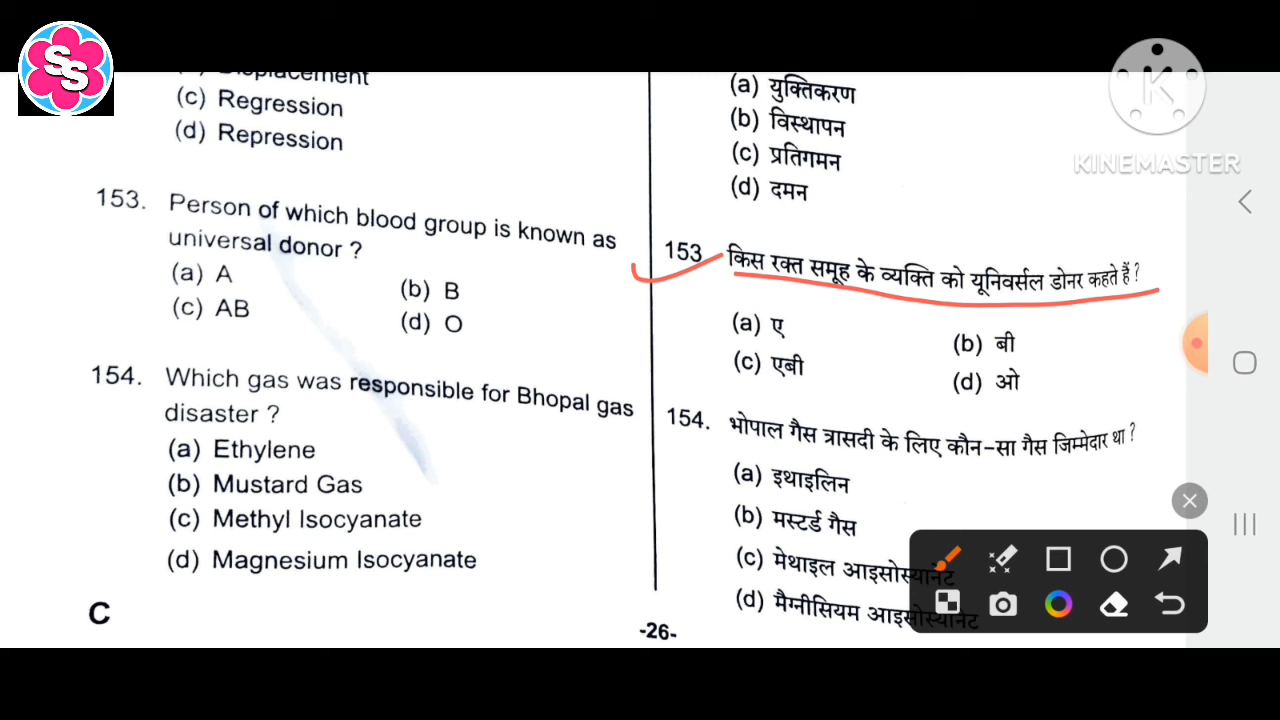 SS
Displacement
(c) Regression
(d) Repression
153. Person of which blood group is known as
universal donor ?
(a) A
(b) B
(c) AB
(d) O
154. Which gas was responsible for Bhopal gas
disaster ?
(a) Ethylene
(b) Mustard Gas
(c) Methyl Isocyanate
(d) Magnesium Isocyanate
C
-26-
(a) युक्तिकरण
(b) विस्थापन
(c) प्रतिगमन
(d) दमन
153 किस रक्त समूह के व्यक्ति को यूनिवर्सल डोनर कहते हैं?
(a) ए
(b) बी
(c) एबी
(d) ओ
154. भोपाल गैस त्रासदी के लिए कौन-सा गैस जिम्मेदार था?
(a) इथाइलिन
(b) मस्टर्ड गैस
(c) मेथाइल आइसोस्यानेट
(d) मैग्नीसियम आइसोस्यानेट
K
KINEMASTER